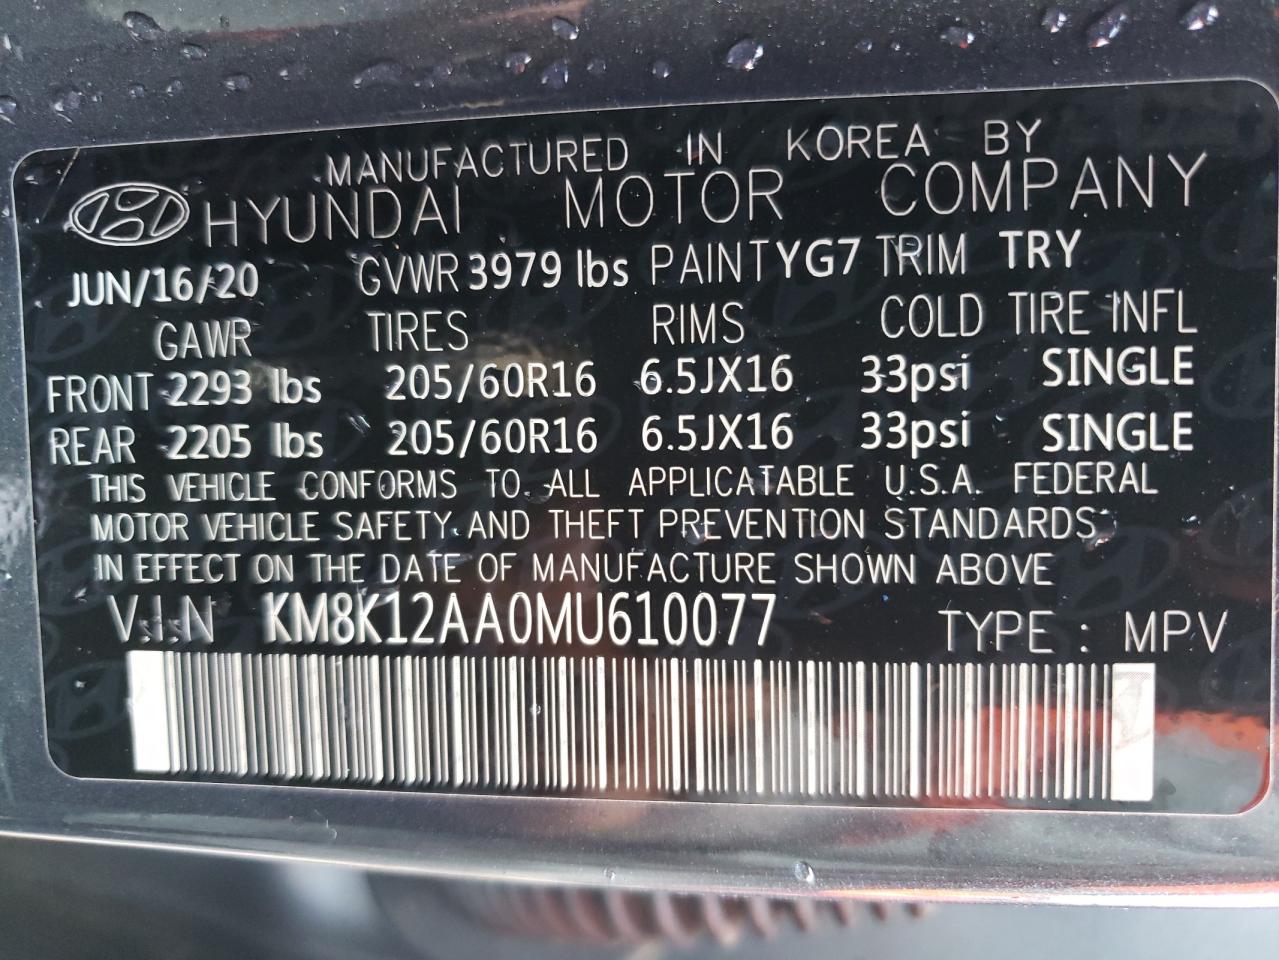 MANUFACTURED IN KOREA BY
HYUNDAI MOTOR COMPANY
JUN/16/20 GVWR 3979 lbs PAINT YG7 TRIM TRY
GAWR TIRES RIMS COLD TIRE INFL
FRONT 2293 lbs 205/60R16 6.5JX16 33psi SINGLE
REAR 2205 lbs 205/60R16 6.5JX16 33psi SINGLE
THIS VEHICLE CONFORMS TO ALL APPLICATABLE U.S.A. FEDERAL
MOTOR VEHICLE SAFETY AND THEFT PREVENTION STANDARDS
IN EFFECT ON THE DATE OF MANUFACTURE SHOWN ABOVE
V.I.N KM8K12AA0MU610077 TYPE : MPV